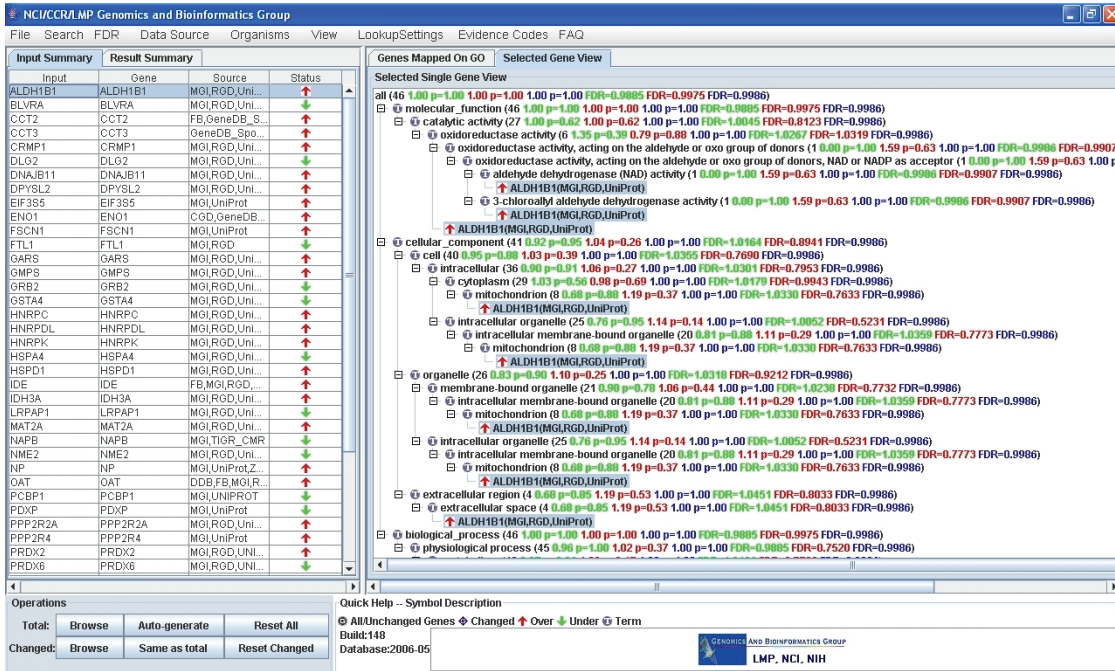 NCI/CCR/LMP Genomics and Bioinformatics Group
File Search FDR Data Source Organisms View LookupSettings Evidence Codes FAQ
Input Summary Result Summary
Input Gene Source Status
ALDH1B1 ALDH1B1 MGI,RGD,Uni...
BLVRA BLVRA MGI,RGD,Uni...
CCT2 CCT2 FB,GeneDB_S...
CCT3 CCT3 GeneDB_Spo...
CRMP1 CRMP1 MGI,RGD,Uni...
DLG2 DLG2 MGI,RGD,Uni...
DNAJB11 DNAJB11 MGI,RGD,Uni...
DPYSL2 DPYSL2 MGI,RGD,Uni...
EIF3S5 EIF3S5 MGI,UniProt
ENO1 ENO1 CGD,GeneDB...
FSCN1 FSCN1 MGI,UniProt
FTL1 FTL1 MGI,RGD
GARS GARS MGI,RGD,Uni...
GMPS GMPS MGI,RGD,Uni...
GRB2 GRB2 MGI,RGD,Uni...
GSTA4 GSTA4 MGI,RGD,Uni...
HNRPC HNRPC MGI,RGD,Uni...
HNRPDL HNRPDL MGI,RGD,Uni...
HNRPK HNRPK MGI,RGD,Uni...
HSPA4 HSPA4 MGI,RGD,Uni...
HSPD1 HSPD1 MGI,RGD,Uni...
IDE IDE FB,MGI,RGD,...
IDH3A IDH3A MGI,RGD,Uni...
LRPAP1 LRPAP1 MGI,RGD,Uni...
MAT2A MAT2A MGI,RGD,Uni...
NAPB NAPB MGI,TIGR_CMR
NME2 NME2 MGI,RGD,Uni...
NP NP MGI,UniProt,Z...
OAT OAT DDB,FB,MGI,R...
PCBP1 PCBP1 MGI,UNIPROT
PDXP PDXP MGI,UniProt
PPP2R2A PPP2R2A MGI,RGD,Uni...
PPP2R4 PPP2R4 MGI,UniProt
PRDX2 PRDX2 MGI,RGD,UNI...
PRDX6 PRDX6 MGI,RGD,UNI...
Genes Mapped On GO Selected Gene View
Selected Single Gene View
all (46 1.00 p=1.00 1.00 p=1.00 1.00 p=1.00 FDR=0.9885 FDR=0.9975 FDR=0.9986)
molecular_function (46 1.00 p=1.00 1.00 p=1.00 1.00 p=1.00 FDR=0.9885 FDR=0.9975 FDR=0.9986)
catalytic activity (27 1.00 p=0.62 1.00 p=0.62 1.00 p=1.00 FDR=1.0045 FDR=0.8123 FDR=0.9986)
oxidoreductase activity (6 1.35 p=0.39 0.79 p=0.88 1.00 p=1.00 FDR=1.0267 FDR=1.0319 FDR=0.9986)
oxidoreductase activity, acting on the aldehyde or oxo group of donors (1 0.00 p=1.00 1.59 p=0.63 1.00 p=1.00 FDR=0.9986 FDR=0.9907
oxidoreductase activity, acting on the aldehyde or oxo group of donors, NAD or NADP as acceptor (1 0.00 p=1.00 1.59 p=0.63 1.00 p
aldehyde dehydrogenase (NAD) activity (1 0.00 p=1.00 1.59 p=0.63 1.00 p=1.00 FDR=0.9986 FDR=0.9907 FDR=0.9986)
ALDH1B1(MGI,RGD,UniProt)
3-chloroallyl aldehyde dehydrogenase activity (1 0.00 p=1.00 1.59 p=0.63 1.00 p=1.00 FDR=0.9986 FDR=0.9907 FDR=0.9986)
ALDH1B1(MGI,RGD,UniProt)
ALDH1B1(MGI,RGD,UniProt)
cellular_component (41 0.92 p=0.95 1.04 p=0.26 1.00 p=1.00 FDR=1.0164 FDR=0.8941 FDR=0.9986)
cell (40 0.95 p=0.88 1.03 p=0.39 1.00 p=1.00 FDR=1.0355 FDR=0.7690 FDR=0.9986)
intracellular (36 0.90 p=0.91 1.06 p=0.27 1.00 p=1.00 FDR=1.0301 FDR=0.7953 FDR=0.9986)
cytoplasm (29 1.03 p=0.56 0.98 p=0.69 1.00 p=1.00 FDR=1.0179 FDR=0.9943 FDR=0.9986)
mitochondrion (8 0.68 p=0.88 1.19 p=0.37 1.00 p=1.00 FDR=1.0330 FDR=0.7633 FDR=0.9986)
ALDH1B1(MGI,RGD,UniProt)
intracellular organelle (25 0.76 p=0.95 1.14 p=0.14 1.00 p=1.00 FDR=1.0052 FDR=0.5231 FDR=0.9986)
intracellular membrane-bound organelle (20 0.81 p=0.88 1.11 p=0.29 1.00 p=1.00 FDR=1.0359 FDR=0.7773 FDR=0.9986)
mitochondrion (8 0.68 p=0.88 1.19 p=0.37 1.00 p=1.00 FDR=1.0330 FDR=0.7633 FDR=0.9986)
ALDH1B1(MGI,RGD,UniProt)
organelle (26 0.83 p=0.90 1.10 p=0.25 1.00 p=1.00 FDR=1.0318 FDR=0.9212 FDR=0.9986)
membrane-bound organelle (21 0.90 p=0.78 1.06 p=0.44 1.00 p=1.00 FDR=1.0238 FDR=0.7732 FDR=0.9986)
intracellular membrane-bound organelle (20 0.81 p=0.88 1.11 p=0.29 1.00 p=1.00 FDR=1.0359 FDR=0.7773 FDR=0.9986)
mitochondrion (8 0.68 p=0.88 1.19 p=0.37 1.00 p=1.00 FDR=1.0330 FDR=0.7633 FDR=0.9986)
ALDH1B1(MGI,RGD,UniProt)
intracellular organelle (25 0.76 p=0.95 1.14 p=0.14 1.00 p=1.00 FDR=1.0052 FDR=0.5231 FDR=0.9986)
intracellular membrane-bound organelle (20 0.81 p=0.88 1.11 p=0.29 1.00 p=1.00 FDR=1.0359 FDR=0.7773 FDR=0.9986)
mitochondrion (8 0.68 p=0.88 1.19 p=0.37 1.00 p=1.00 FDR=1.0330 FDR=0.7633 FDR=0.9986)
ALDH1B1(MGI,RGD,UniProt)
extracellular region (4 0.68 p=0.85 1.19 p=0.53 1.00 p=1.00 FDR=1.0451 FDR=0.8033 FDR=0.9986)
extracellular space (4 0.68 p=0.85 1.19 p=0.53 1.00 p=1.00 FDR=1.0451 FDR=0.8033 FDR=0.9986)
ALDH1B1(MGI,RGD,UniProt)
biological_process (46 1.00 p=1.00 1.00 p=1.00 1.00 p=1.00 FDR=0.9885 FDR=0.9975 FDR=0.9986)
physiological process (45 0.96 p=1.00 1.02 p=0.37 1.00 p=1.00 FDR=0.9885 FDR=0.7520 FDR=0.9986)
Operations
Total: Browse Auto-generate Reset All
Changed: Browse Same as total Reset Changed
Quick Help -- Symbol Description
All/Unchanged Genes Changed Over Under Term
Build:148
Database:2006-05
GENOMICS AND BIOINFORMATICS GROUP
LMP, NCI, NIH